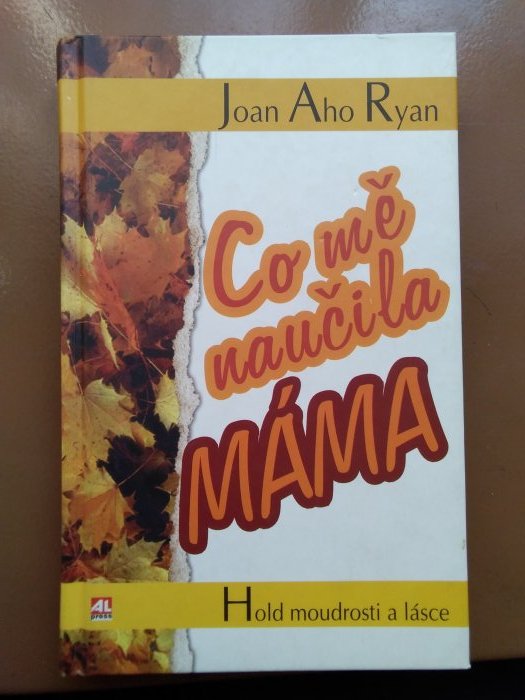 Joan Aho Ryan
Co mě
naučila
MÁMA
Hold moudrosti a lásce
AL
press